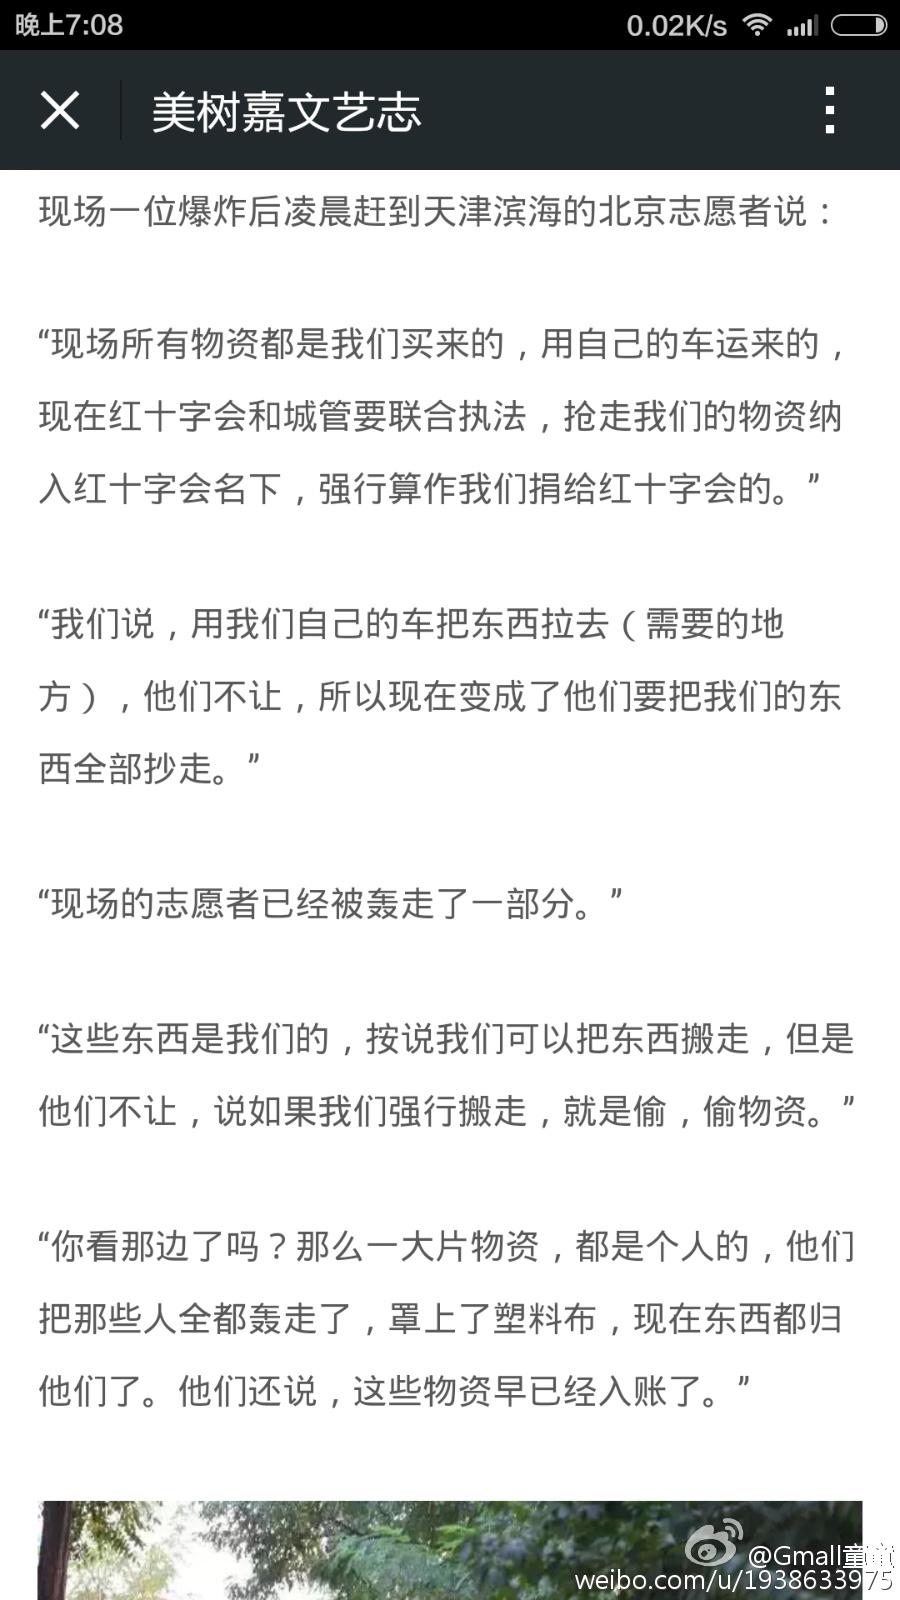 晚上7:08
0.02K/s
美树嘉文艺志
现场一位爆炸后凌晨赶到天津滨海的北京志愿者说：
“现场所有物资都是我们买来的，用自己的车运来的，
现在红十字会和城管要联合执法，抢走我们的物资纳
入红十字会名下，强行算作我们捐给红十字会的。”
“我们说，用我们自己的车把东西拉去（需要的地
方），他们不让，所以现在变成了他们要把我们的东
西全部抄走。”
“现场的志愿者已经被轰走了一部分。”
“这些东西是我们的，按说我们可以把东西搬走，但是
他们不让，说如果我们强行搬走，就是偷，偷物资。”
“你看那边了吗？那么一大片物资，都是个人的，他们
把那些人全都轰走了，罩上了塑料布，现在东西都归
他们了。他们还说，这些物资早已经入账了。”
@Gmall童童
weibo.com/u/1938633975